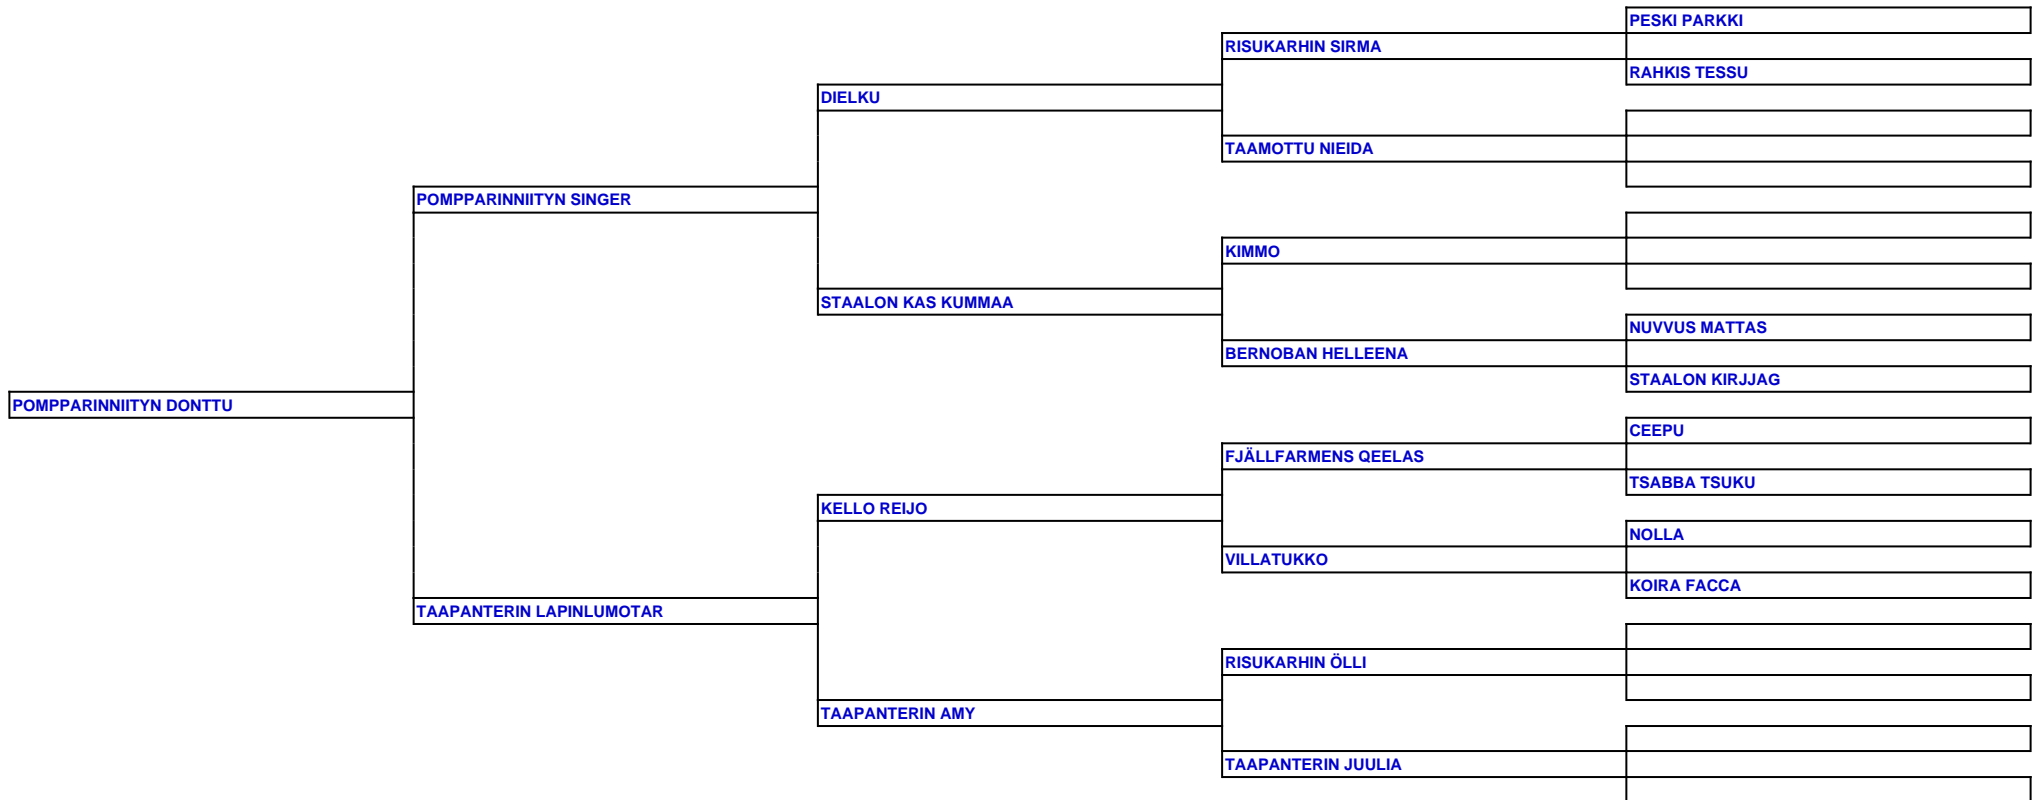 PESKI PARKKI
RISUKARHIN SIRMA
RAHKIS TESSU
DIELKU
TAAMOTTU NIEIDA
POMPPARINNIITYN SINGER
KIMMO
STAALON KAS KUMMAA
NUVVUS MATTAS
BERNOBAN HELLEENA
STAALON KIRJJAG
POMPPARINNIITYN DONTTU
CEEPU
FJÄLLFARMENS QEELAS
TSABBA TSUKU
KELLO REIJO
NOLLA
VILLATUKKO
KOIRA FACCA
TAAPANTERIN LAPINLUMOTAR
RISUKARHIN ÖLLI
TAAPANTERIN AMY
TAAPANTERIN JUULIA